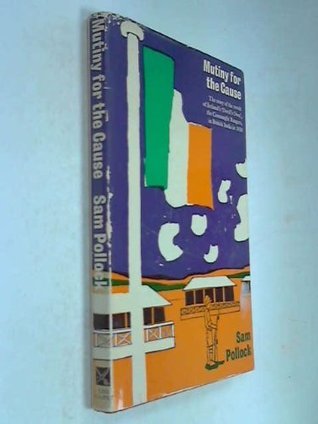 Mutiny for the Cause Sam Pollock
Mutiny for
the Cause
The story of the revolt
of Ireland's 'Devil's Own',
the Connaught Rangers,
in British India in 1920
Sam
Pollock